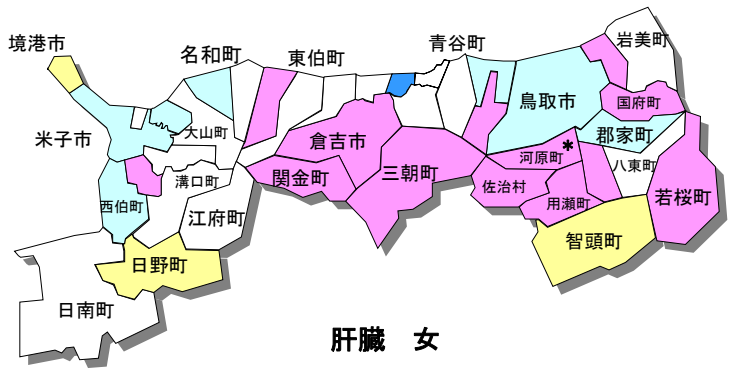 境港市
名和町
東伯町
青谷町
岩美町
米子市
大山町
鳥取市
国府町
倉吉市
郡家町
*
河原町
八東町
溝口町
関金町
三朝町
佐治村
若桜町
西伯町
江府町
用瀬町
智頭町
日野町
日南町
肝臓 女